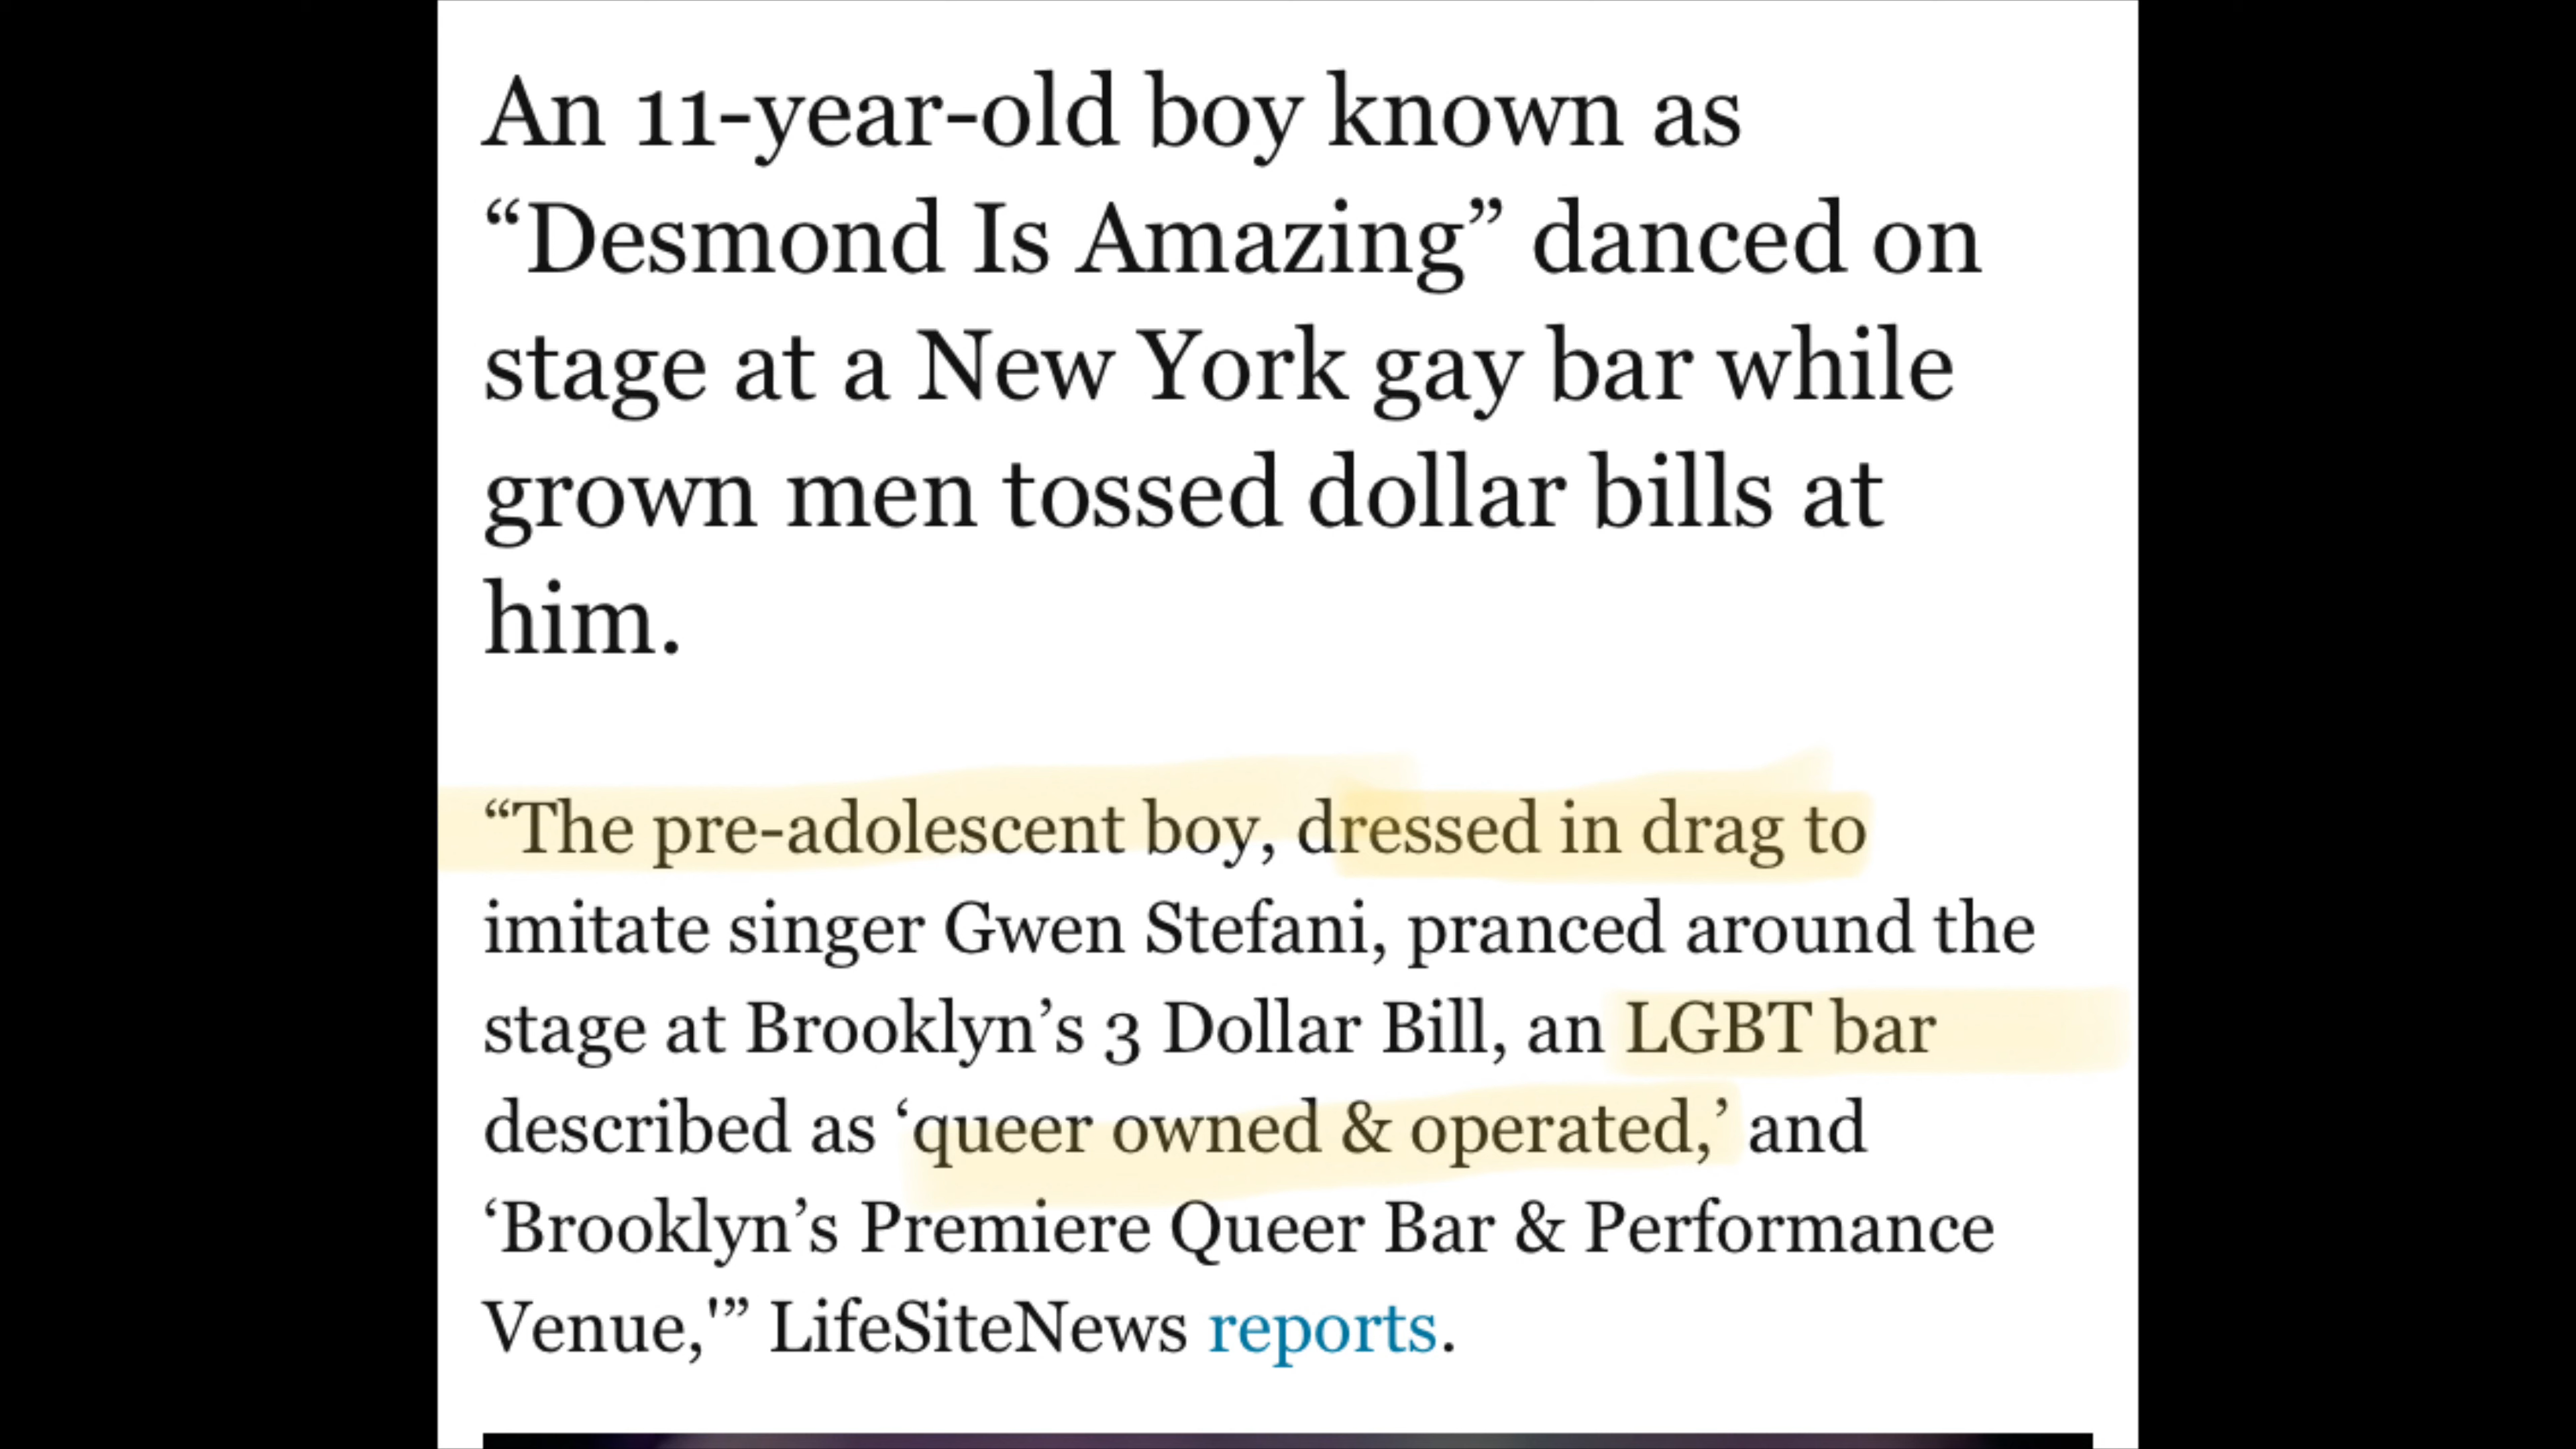 An 11-year-old boy known as
“Desmond Is Amazing” danced on
stage at a New York gay bar while
grown men tossed dollar bills at
him.
“The pre-adolescent boy, dressed in drag to
imitate singer Gwen Stefani, pranced around the
stage at Brooklyn’s 3 Dollar Bill, an LGBT bar
described as ‘queer owned & operated,’ and
‘Brooklyn’s Premiere Queer Bar & Performance
Venue,'” LifeSiteNews reports.